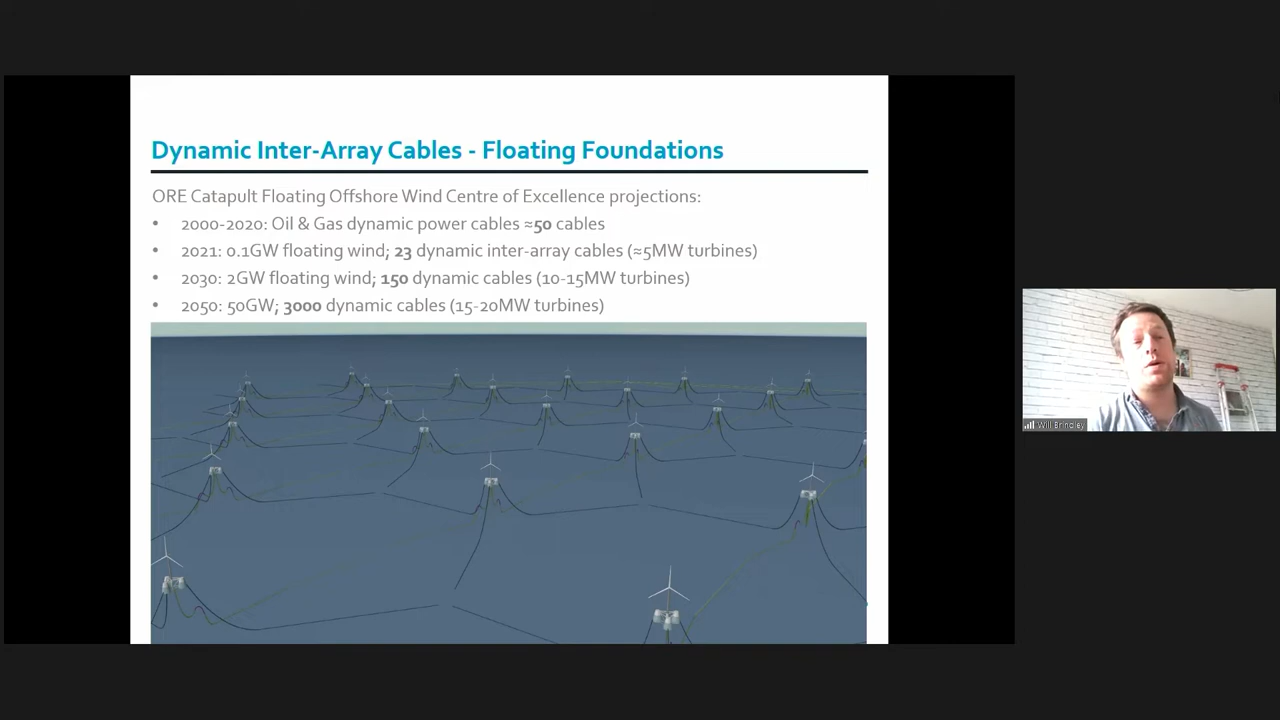 Dynamic Inter-Array Cables - Floating Foundations
ORE Catapult Floating Offshore Wind Centre of Excellence projections:
• 2000-2020: Oil & Gas dynamic power cables ≈50 cables
• 2021: 0.1GW floating wind; 23 dynamic inter-array cables (≈5MW turbines)
• 2030: 2GW floating wind; 150 dynamic cables (10-15MW turbines)
• 2050: 50GW; 3000 dynamic cables (15-20MW turbines)
Will Brindley